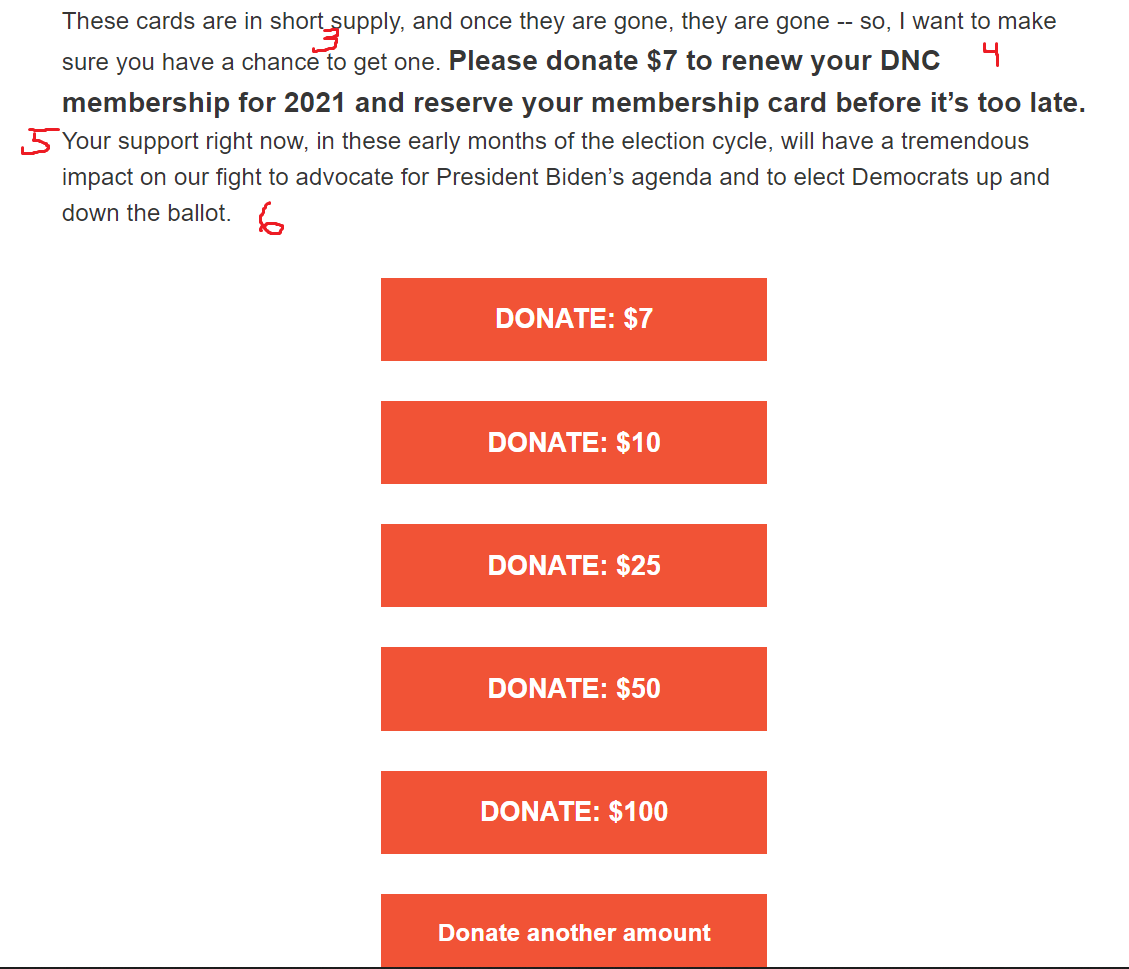 These cards are in short supply, and once they are gone, they are gone -- so, I want to make
3
sure you have a chance to get one. Please donate $7 to renew your DNC 4
membership for 2021 and reserve your membership card before it’s too late.
5 Your support right now, in these early months of the election cycle, will have a tremendous
impact on our fight to advocate for President Biden’s agenda and to elect Democrats up and
down the ballot. 6
DONATE: $7
DONATE: $10
DONATE: $25
DONATE: $50
DONATE: $100
Donate another amount